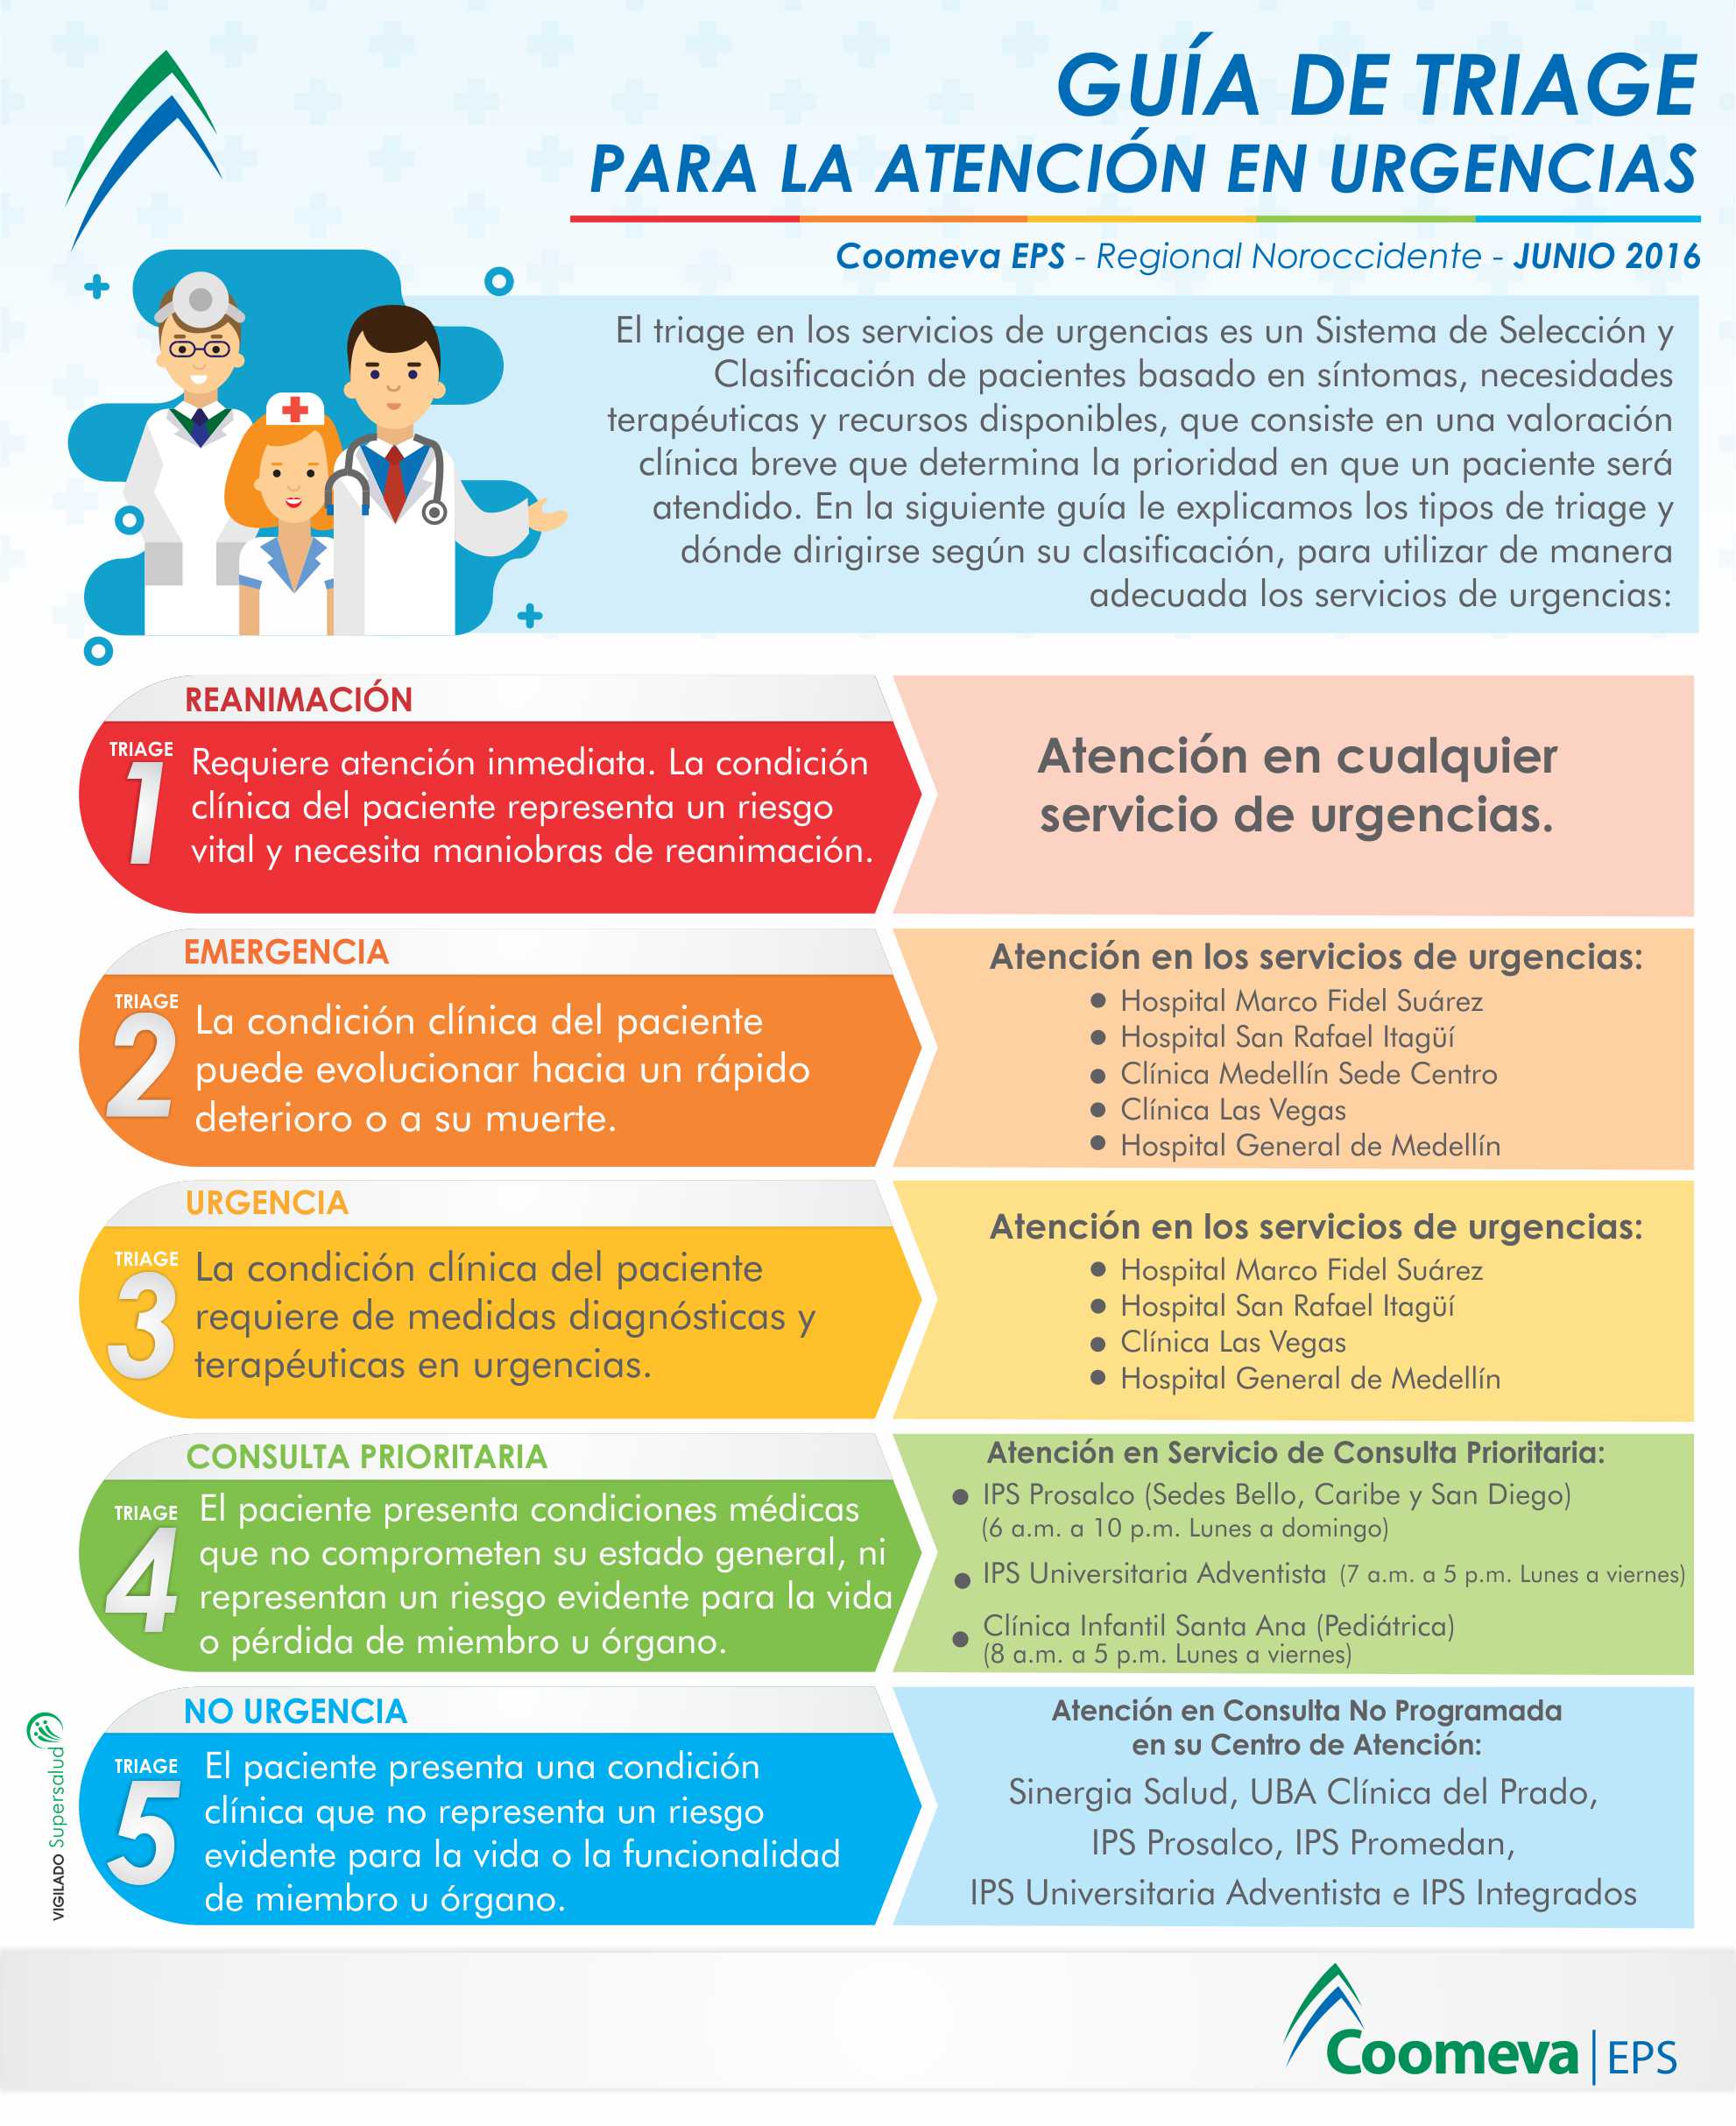 GUÍA DE TRIAGE
PARA LA ATENCIÓN EN URGENCIAS
Coomeva EPS - Regional Noroccidente - JUNIO 2016
El triage en los servicios de urgencias es un Sistema de Selección y
Clasificación de pacientes basado en síntomas, necesidades
terapéuticas y recursos disponibles, que consiste en una valoración
clínica breve que determina la prioridad en que un paciente será
atendido. En la siguiente guía le explicamos los tipos de triage y
dónde dirigirse según su clasificación, para utilizar de manera
adecuada los servicios de urgencias:
REANIMACIÓN
TRIAGE
1
Requiere atención inmediata. La condición
clínica del paciente representa un riesgo
vital y necesita maniobras de reanimación.
Atención en cualquier
servicio de urgencias.
EMERGENCIA
TRIAGE
2
La condición clínica del paciente
puede evolucionar hacia un rápido
deterioro o a su muerte.
Atención en los servicios de urgencias:
● Hospital Marco Fidel Suárez
● Hospital San Rafael Itagüí
● Clínica Medellín Sede Centro
● Clínica Las Vegas
● Hospital General de Medellín
URGENCIA
TRIAGE
3
La condición clínica del paciente
requiere de medidas diagnósticas y
terapéuticas en urgencias.
Atención en los servicios de urgencias:
● Hospital Marco Fidel Suárez
● Hospital San Rafael Itagüí
● Clínica Las Vegas
● Hospital General de Medellín
CONSULTA PRIORITARIA
TRIAGE
4
El paciente presenta condiciones médicas
que no comprometen su estado general, ni
representan un riesgo evidente para la vida
o pérdida de miembro u órgano.
Atención en Servicio de Consulta Prioritaria:
● IPS Prosalco (Sedes Bello, Caribe y San Diego)
(6 a.m. a 10 p.m. Lunes a domingo)
● IPS Universitaria Adventista (7 a.m. a 5 p.m. Lunes a viernes)
● Clínica Infantil Santa Ana (Pediátrica)
(8 a.m. a 5 p.m. Lunes a viernes)
NO URGENCIA
TRIAGE
5
El paciente presenta una condición
clínica que no representa un riesgo
evidente para la vida o la funcionalidad
de miembro u órgano.
Atención en Consulta No Programada
en su Centro de Atención:
Sinergia Salud, UBA Clínica del Prado,
IPS Prosalco, IPS Promedan,
IPS Universitaria Adventista e IPS Integrados
VIGILADO Supersalud
Coomeva | EPS